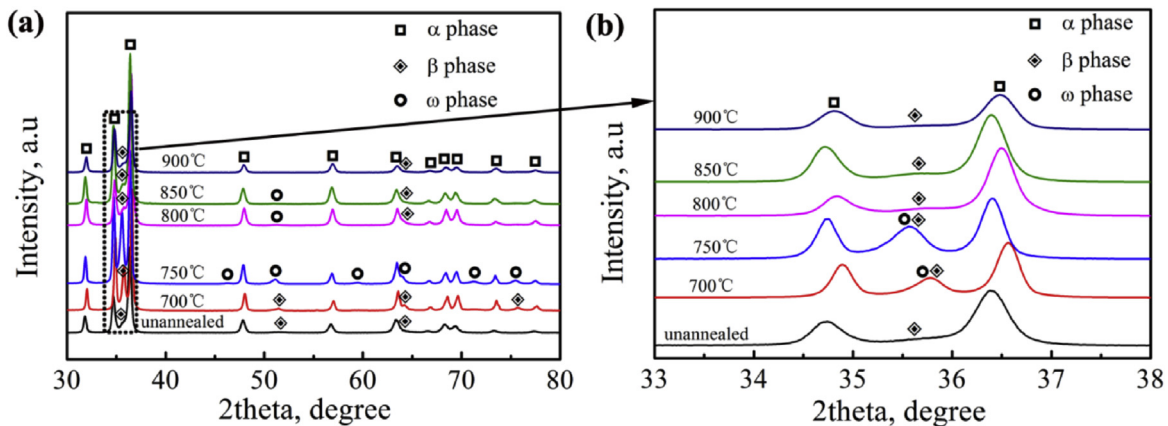 (a)
α phase
β phase
ω phase
900℃
850℃
800℃
750℃
700℃
unannealed
Intensity, a.u
30 40 50 60 70 80
2theta, degree
(b)
α phase
β phase
ω phase
900℃
850℃
800℃
750℃
700℃
unannealed
Intensity, a.u
33 34 35 36 37 38
2theta, degree